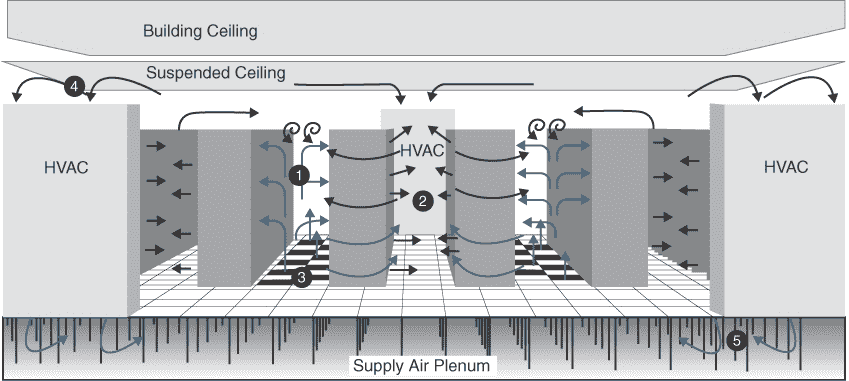 Building Ceiling
Suspended Ceiling
4
HVAC
HVAC
HVAC
1
2
3
5
Supply Air Plenum